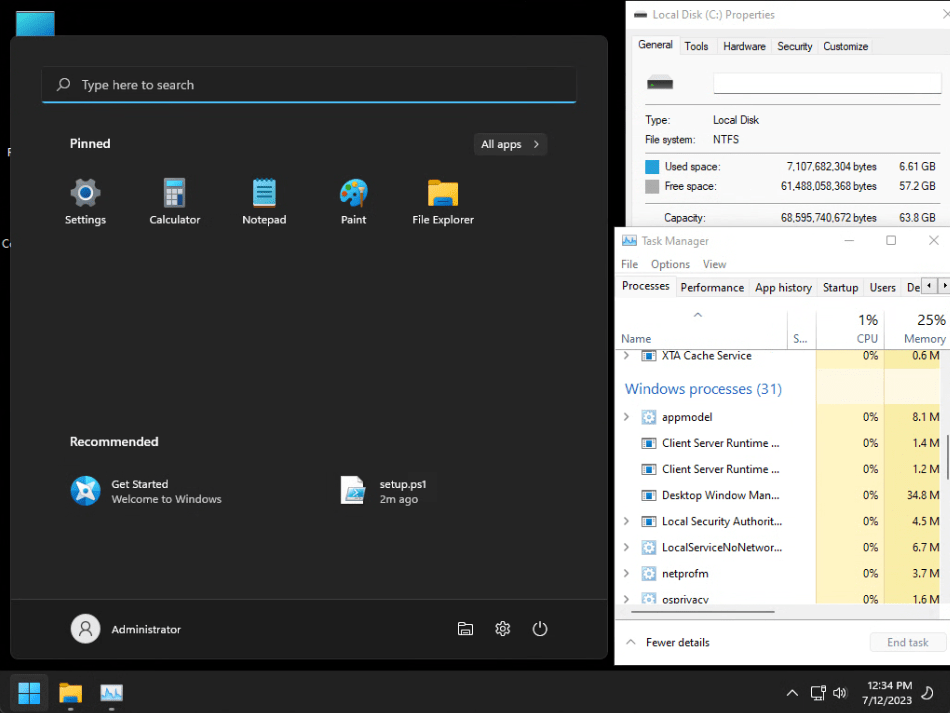 Type here to search
Pinned
All apps
Settings
Calculator
Notepad
Paint
File Explorer
Recommended
Get Started
Welcome to Windows
setup.ps1
2m ago
Administrator
Local Disk (C:) Properties
General Tools Hardware Security Customize
Type: Local Disk
File system: NTFS
Used space: 7,107,682,304 bytes 6.61 GB
Free space: 61,488,058,368 bytes 57.2 GB
Capacity: 68,595,740,672 bytes 63.8 GB
Task Manager
File Options View
Processes Performance App history Startup Users De
1% 25%
Name S... CPU Memory
XTA Cache Service 0% 0.6 M
Windows processes (31)
appmodel 0% 8.1 M
Client Server Runtime ... 0% 1.4 M
Client Server Runtime ... 0% 1.2 M
Desktop Window Man... 0% 34.8 M
Local Security Authorit... 0% 4.5 M
LocalServiceNoNetwor... 0% 6.7 M
netprofm 0% 3.7 M
osprivacy 0% 1.6 M
Fewer details
End task
12:34 PM
7/12/2023